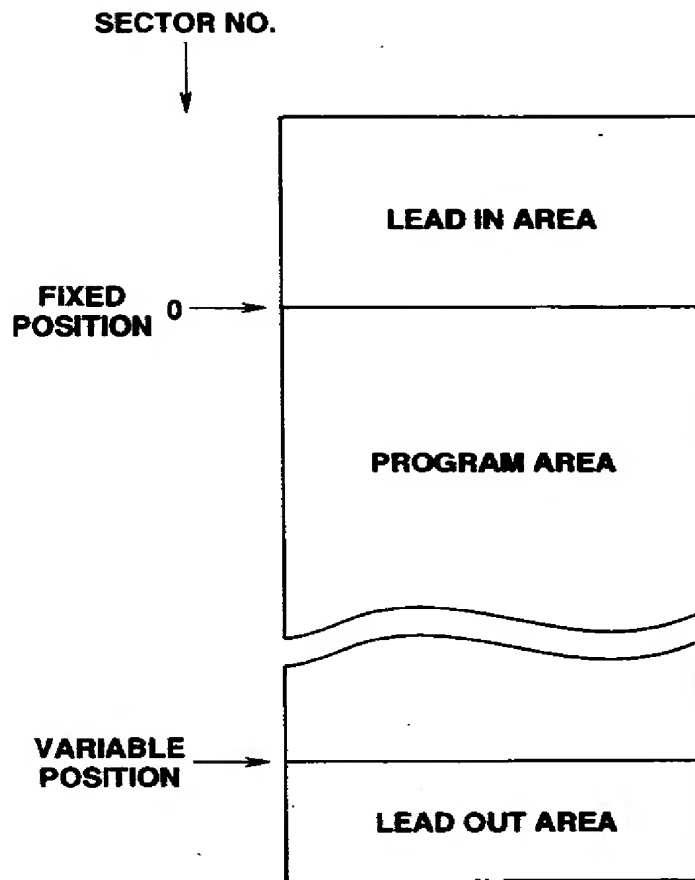 SECTOR NO.
LEAD IN AREA
FIXED
POSITION 0
PROGRAM AREA
VARIABLE
POSITION
LEAD OUT AREA